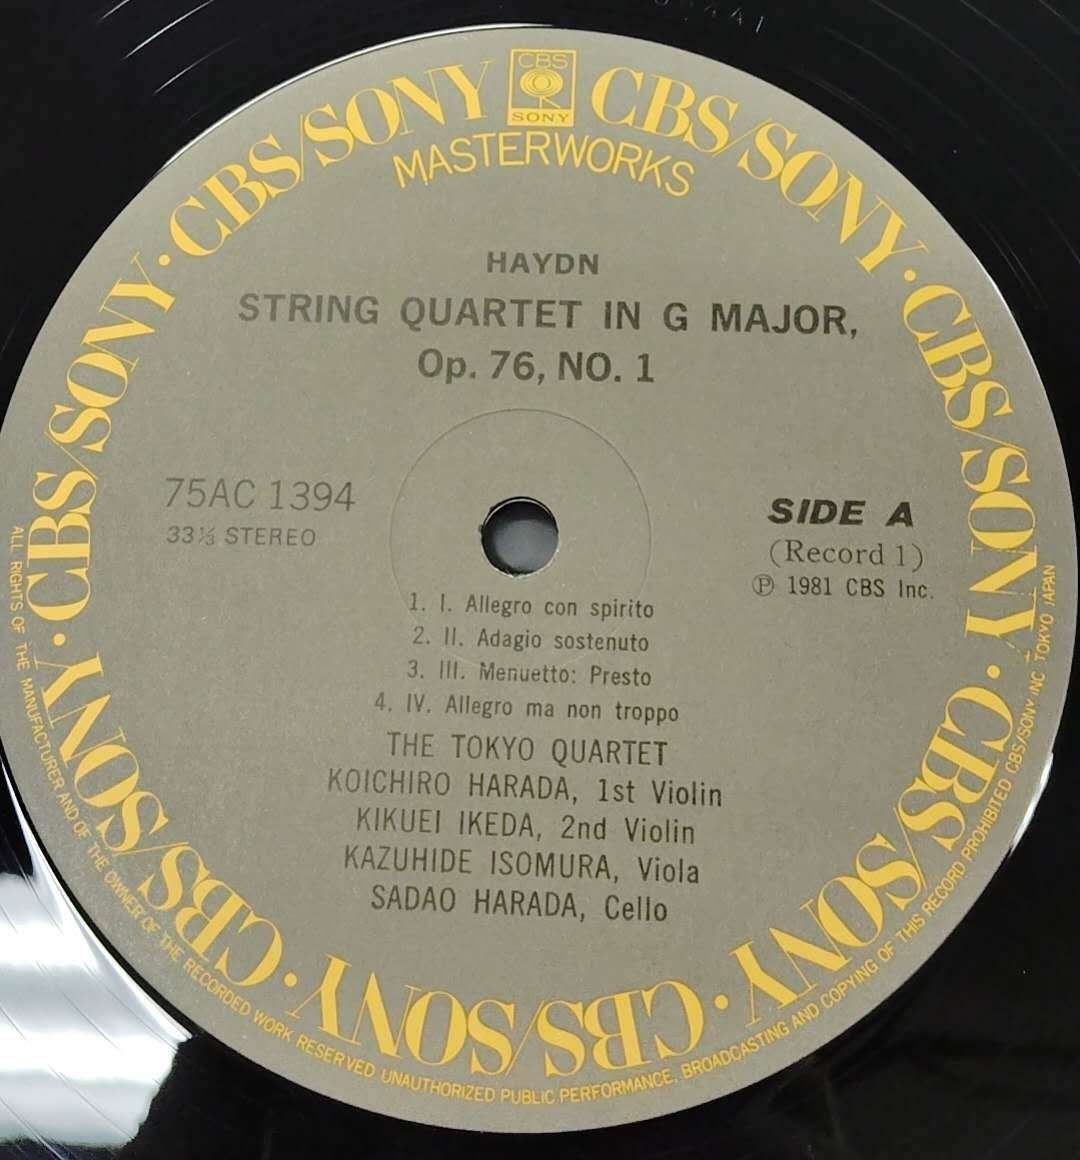 CBS
SONY
CBS/SONY · CBS/SONY · CBS/SONY · CBS/SONY · CBS/SONY · CBS/SONY · CBS/SONY · CBS/SONY · CBS/SONY · CBS/SONY
MASTERWORKS
HAYDN
STRING QUARTET IN G MAJOR,
Op. 76, NO. 1
75AC 1394
33⅓ STEREO
SIDE A
(Record 1)
Ⓟ 1981 CBS Inc.
1. I. Allegro con spirito
2. II. Adagio sostenuto
3. III. Menuetto: Presto
4. IV. Allegro ma non troppo
THE TOKYO QUARTET
KOICHIRO HARADA, 1st Violin
KIKUEI IKEDA, 2nd Violin
KAZUHIDE ISOMURA, Viola
SADAO HARADA, Cello
ALL RIGHTS OF THE MANUFACTURER AND OF THE OWNER OF THE RECORDED WORK RESERVED UNAUTHORIZED PUBLIC PERFORMANCE, BROADCASTING AND COPYING OF THIS RECORD PROHIBITED CBS/SONY INC. TOKYO JAPAN